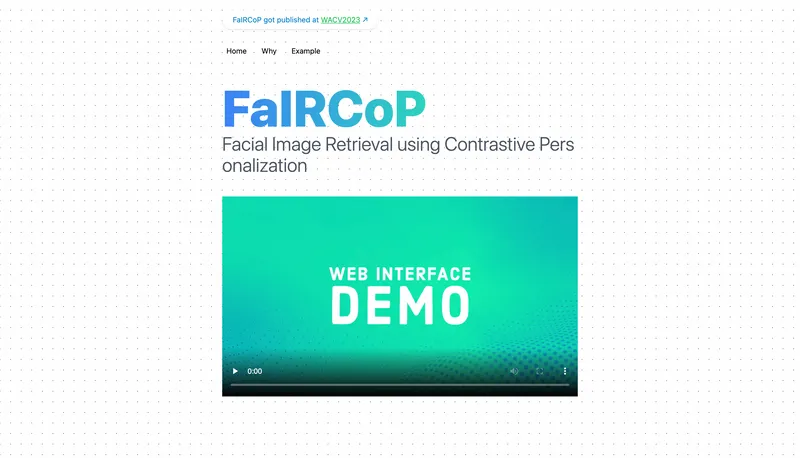 FaIRCoP got published at WACV2023 ↗
Home Why Example
FaIRCoP
Facial Image Retrieval using Contrastive Pers
onalization
WEB INTERFACE
DEMO
0:00